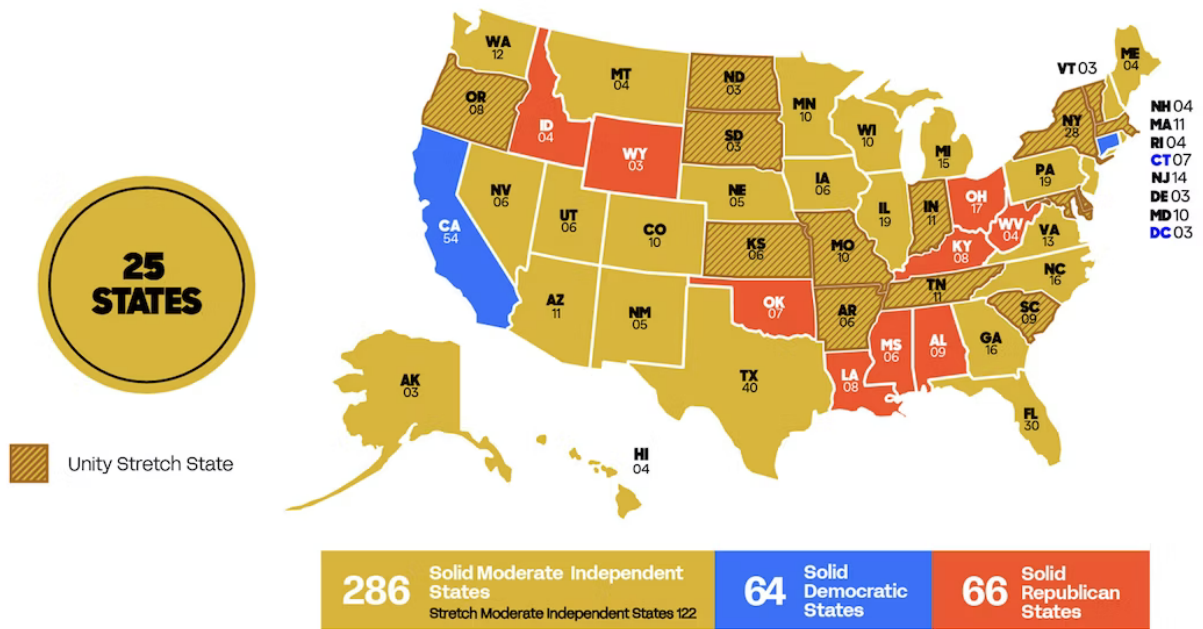 25
STATES
Unity Stretch State
WA
12
OR
08
CA
54
ID
04
NV
06
MT
04
WY
03
UT
06
AZ
11
CO
10
NM
05
ND
03
SD
03
NE
05
KS
06
OK
07
TX
40
MN
10
IA
06
MO
10
AR
06
LA
08
WI
10
IL
19
MI
15
IN
11
OH
17
KY
08
TN
11
MS
06
AL
09
GA
16
FL
30
SC
09
NC
16
VA
13
WV
04
PA
19
NY
28
ME
04
VT 03
NH 04
MA 11
RI 04
CT 07
NJ 14
DE 03
MD 10
DC 03
AK
03
HI
04
286
Solid Moderate Independent
States
Stretch Moderate Independent States 122
64
Solid
Democratic
States
66
Solid
Republican
States